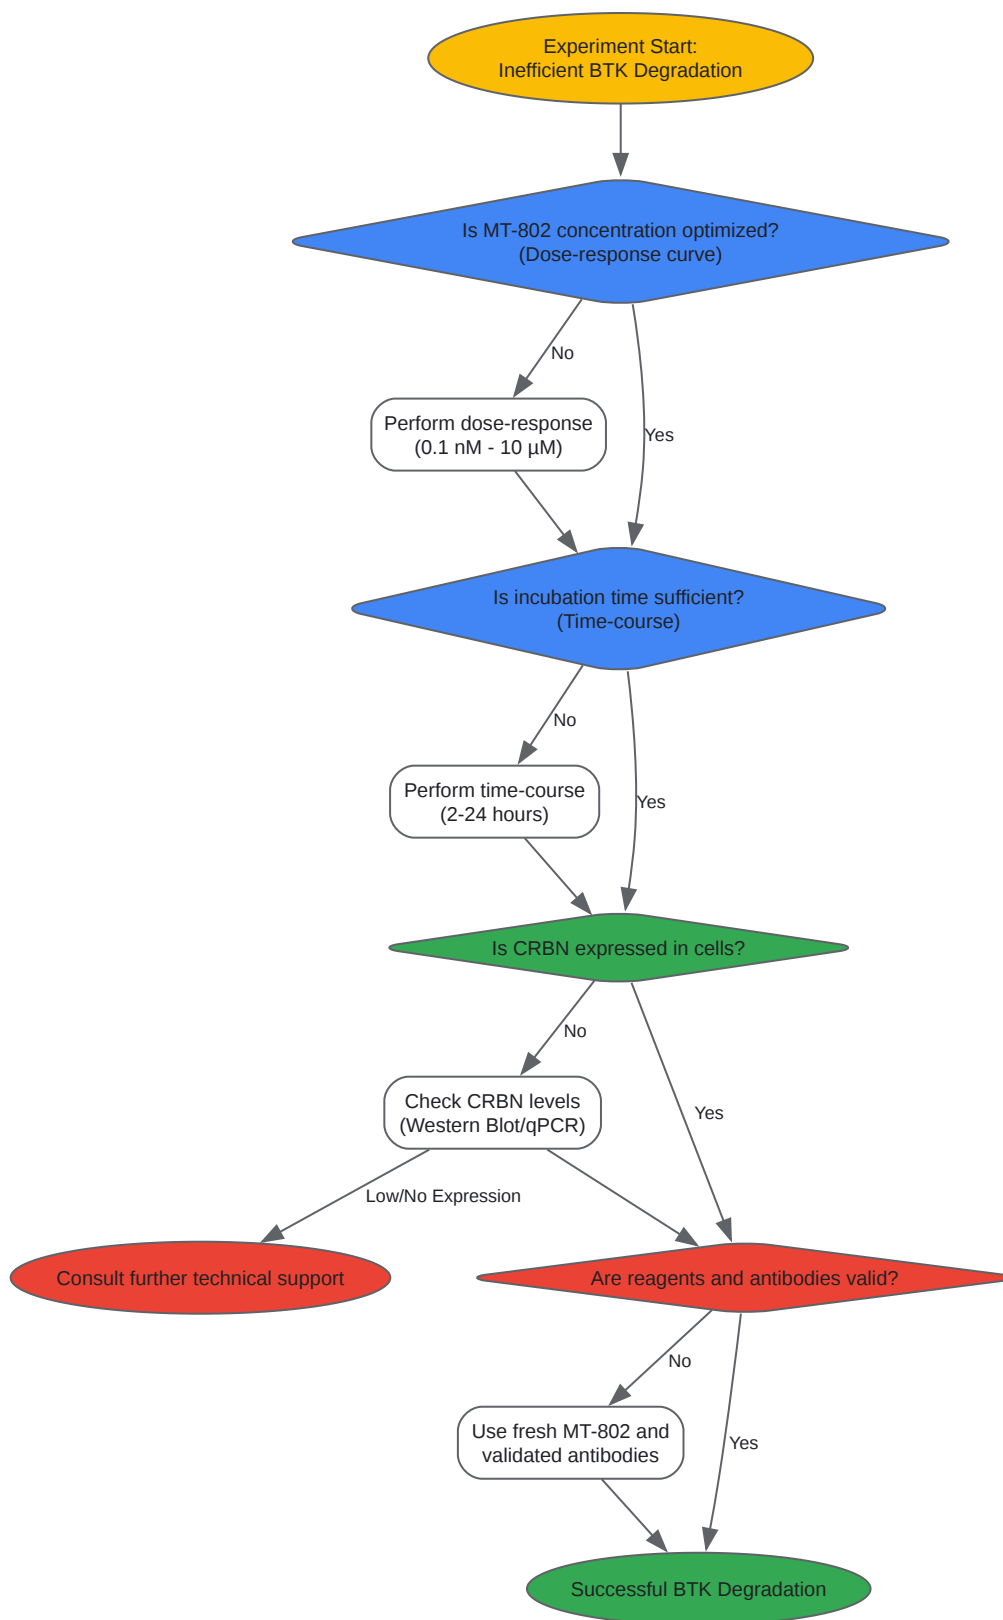 Experiment Start:
Inefficient BTK Degradation
Is MT-802 concentration optimized?
(Dose-response curve)
No
Perform dose-response
(0.1 nM - 10 µM)
Yes
Is incubation time sufficient?
(Time-course)
No
Perform time-course
(2-24 hours)
Yes
Is CRBN expressed in cells?
No
Check CRBN levels
(Western Blot/qPCR)
Yes
Low/No Expression
Consult further technical support
Are reagents and antibodies valid?
No
Use fresh MT-802 and
validated antibodies
Yes
Successful BTK Degradation